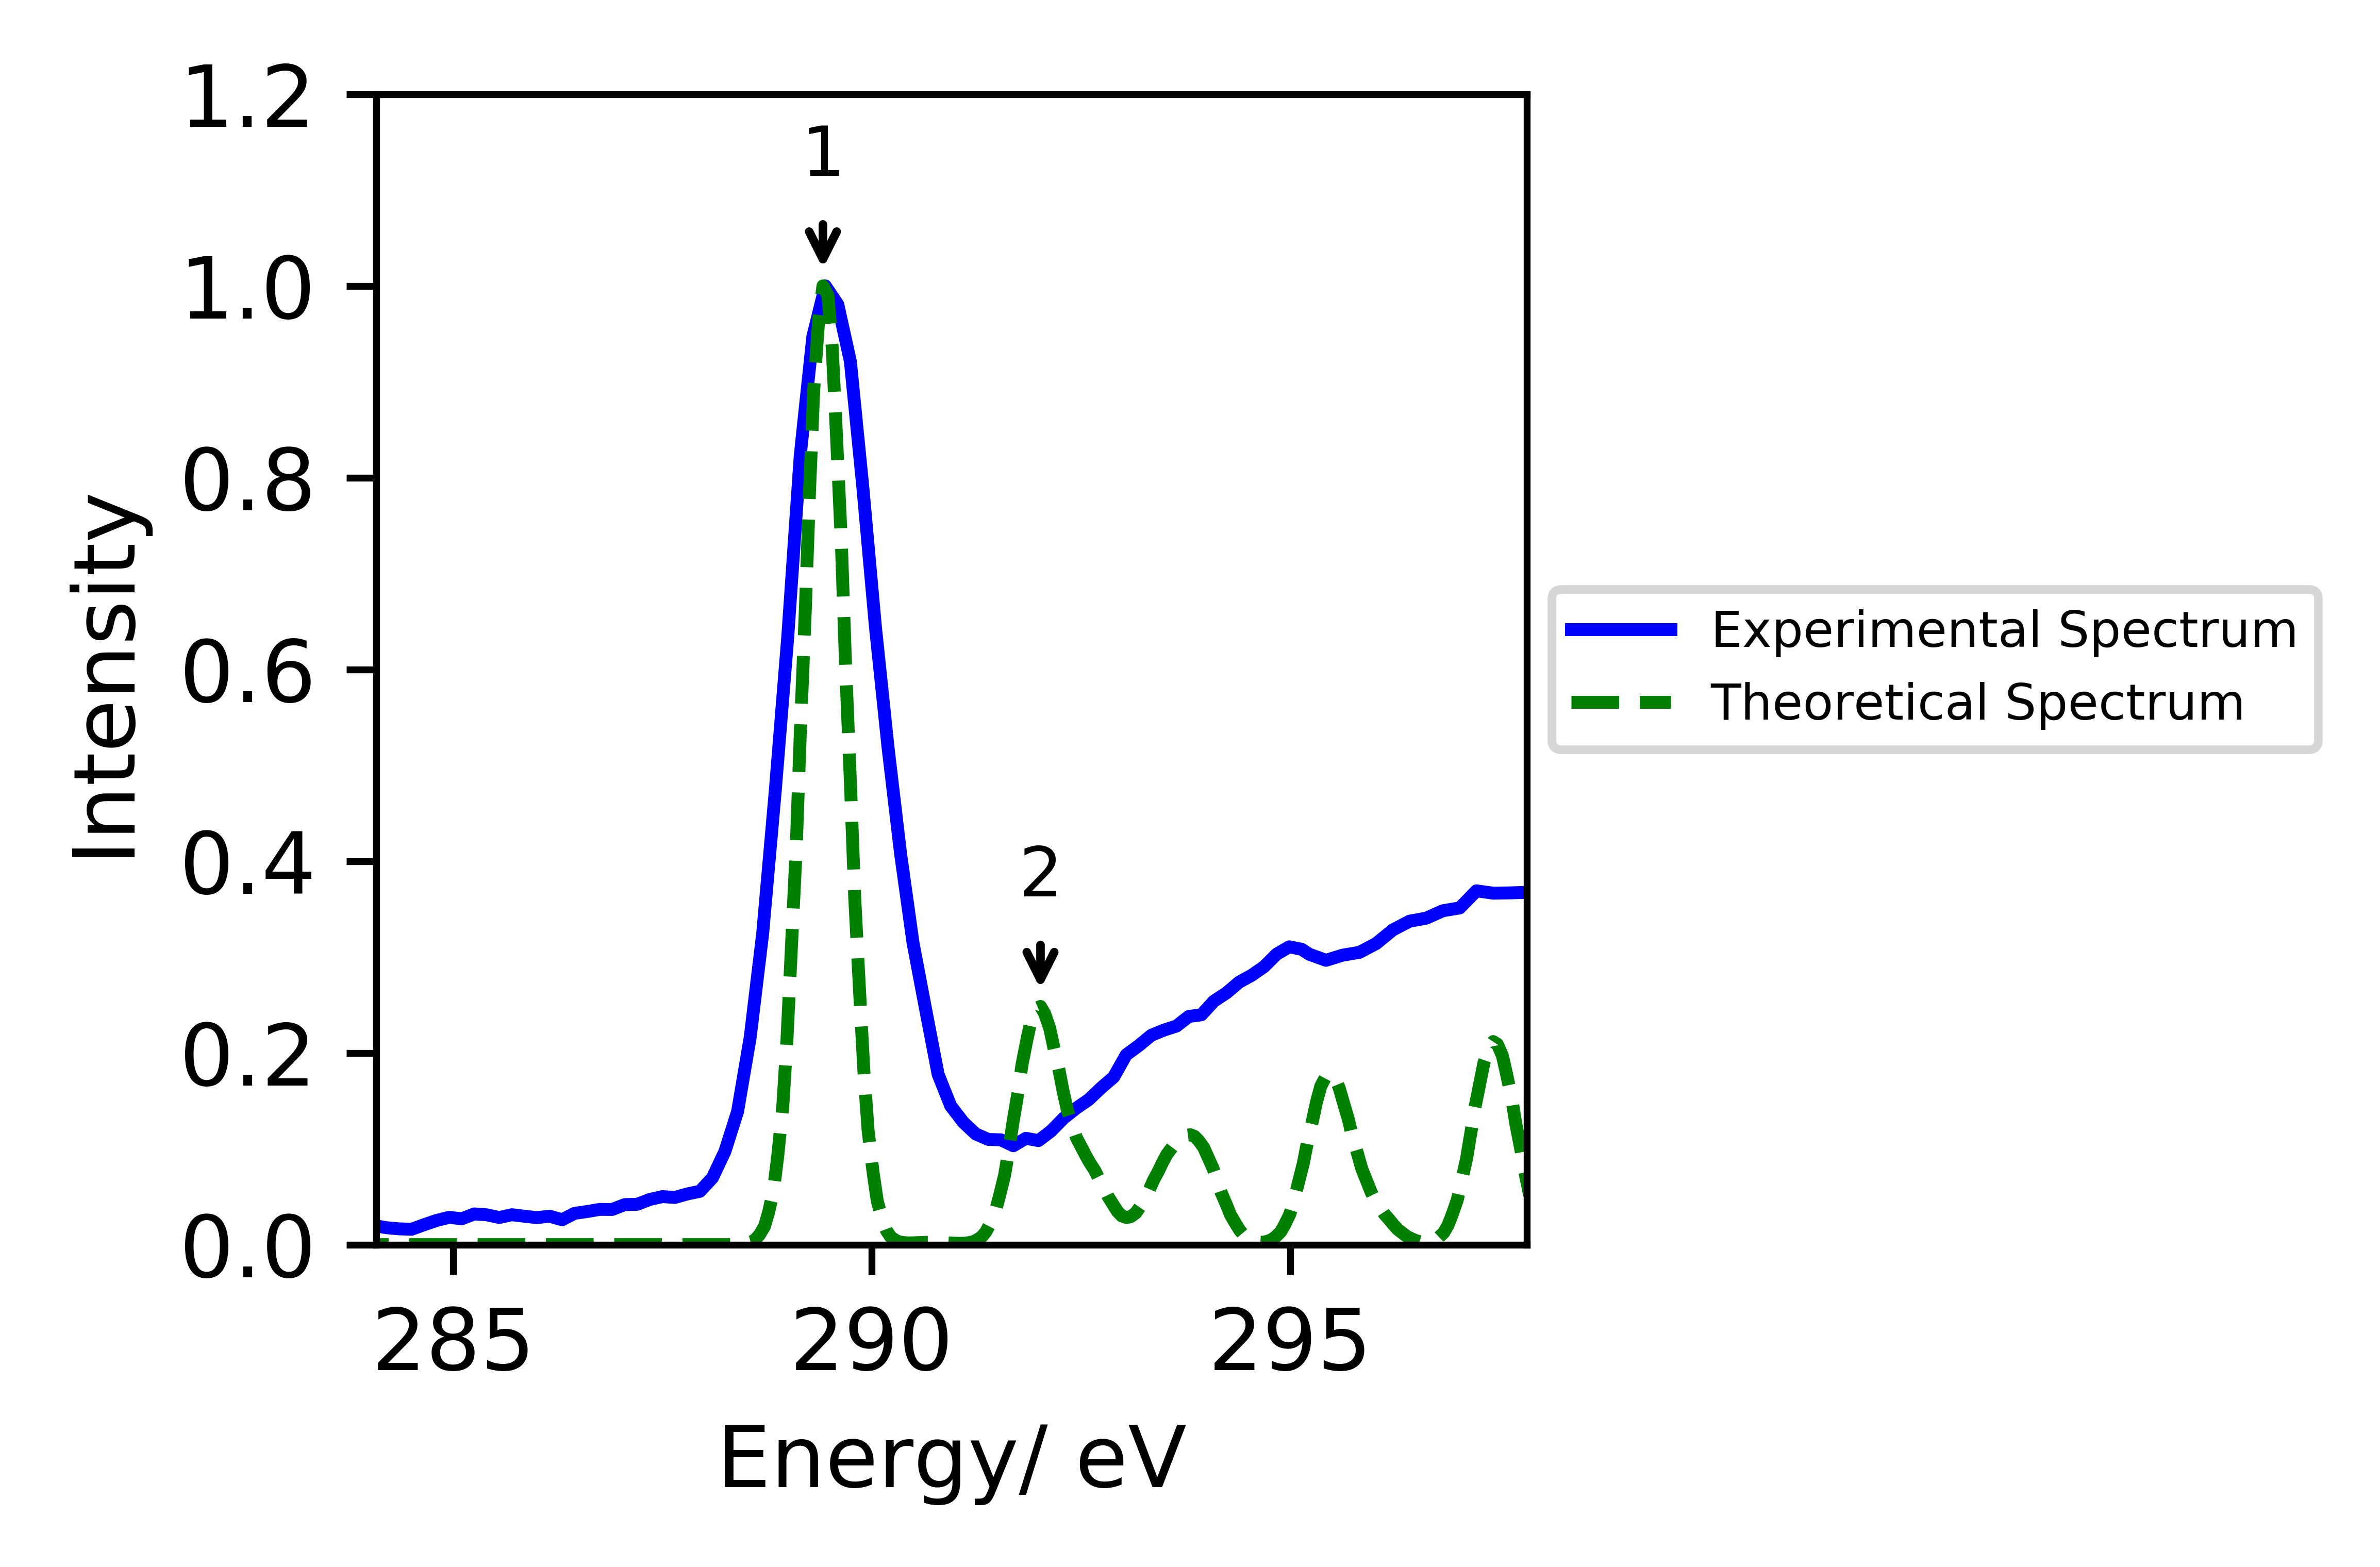 1.2
1.0
0.8
0.6
0.4
0.2
0.0
Intensity
1
2
285 290 295
Energy/ eV
Experimental Spectrum
Theoretical Spectrum